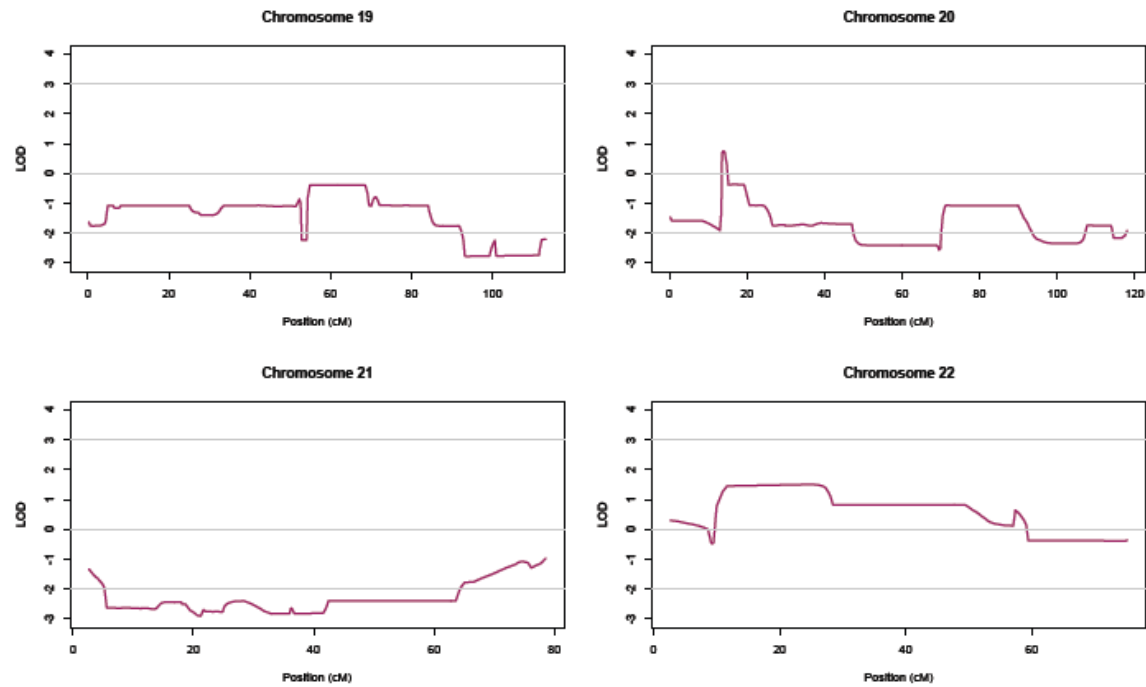 Chromosome 19
LOD
4
3
2
1
0
-1
-2
-3
0 20 40 60 80 100
Position (cM)
Chromosome 20
LOD
4
3
2
1
0
-1
-2
-3
0 20 40 60 80 100 120
Position (cM)
Chromosome 21
LOD
4
3
2
1
0
-1
-2
-3
0 20 40 60 80
Position (cM)
Chromosome 22
LOD
4
3
2
1
0
-1
-2
-3
0 20 40 60
Position (cM)